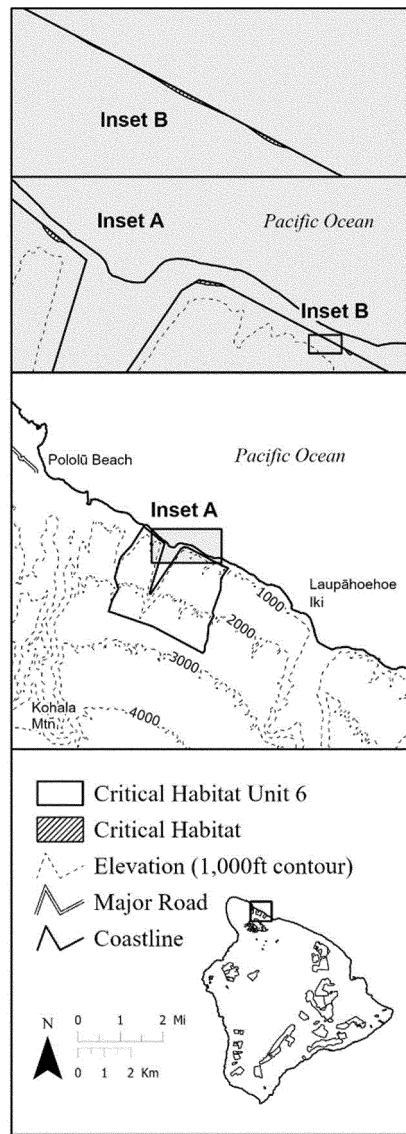 Inset B
Inset A
Pacific Ocean
Inset B
Pololū Beach
Pacific Ocean
Inset A
Laupāhoehoe
Iki
1000
2000
3000
Kohala
Mtn.
4000
Critical Habitat Unit 6
Critical Habitat
Elevation (1,000ft contour)
Major Road
Coastline
N
0 1 2 Mi
0 1 2 Km